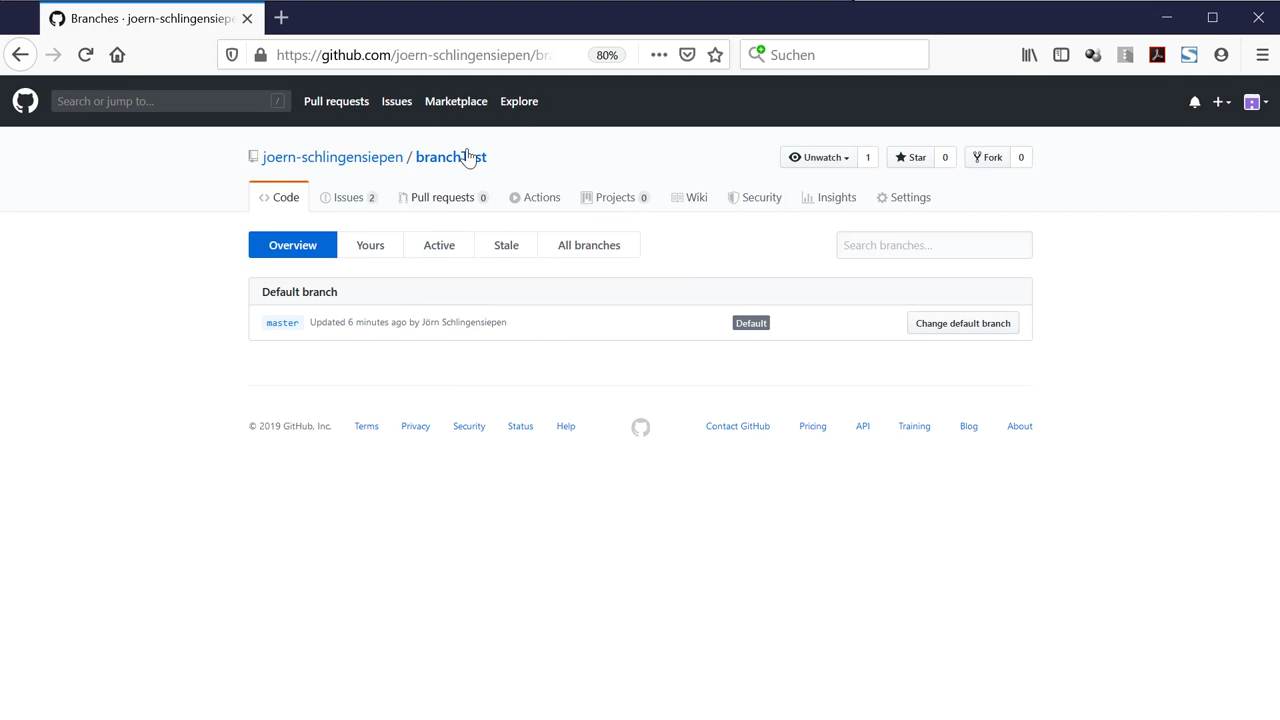 Branches · joern-schlingensiepe
https://github.com/joern-schlingensiepen/bra 80% Suchen
Search or jump to... / Pull requests Issues Marketplace Explore
joern-schlingensiepen / branchTest Unwatch 1 Star 0 Fork 0
Code Issues 2 Pull requests 0 Actions Projects 0 Wiki Security Insights Settings
Overview Yours Active Stale All branches Search branches...
Default branch
master Updated 6 minutes ago by Jörn Schlingensiepen Default Change default branch
© 2019 GitHub, Inc. Terms Privacy Security Status Help Contact GitHub Pricing API Training Blog About